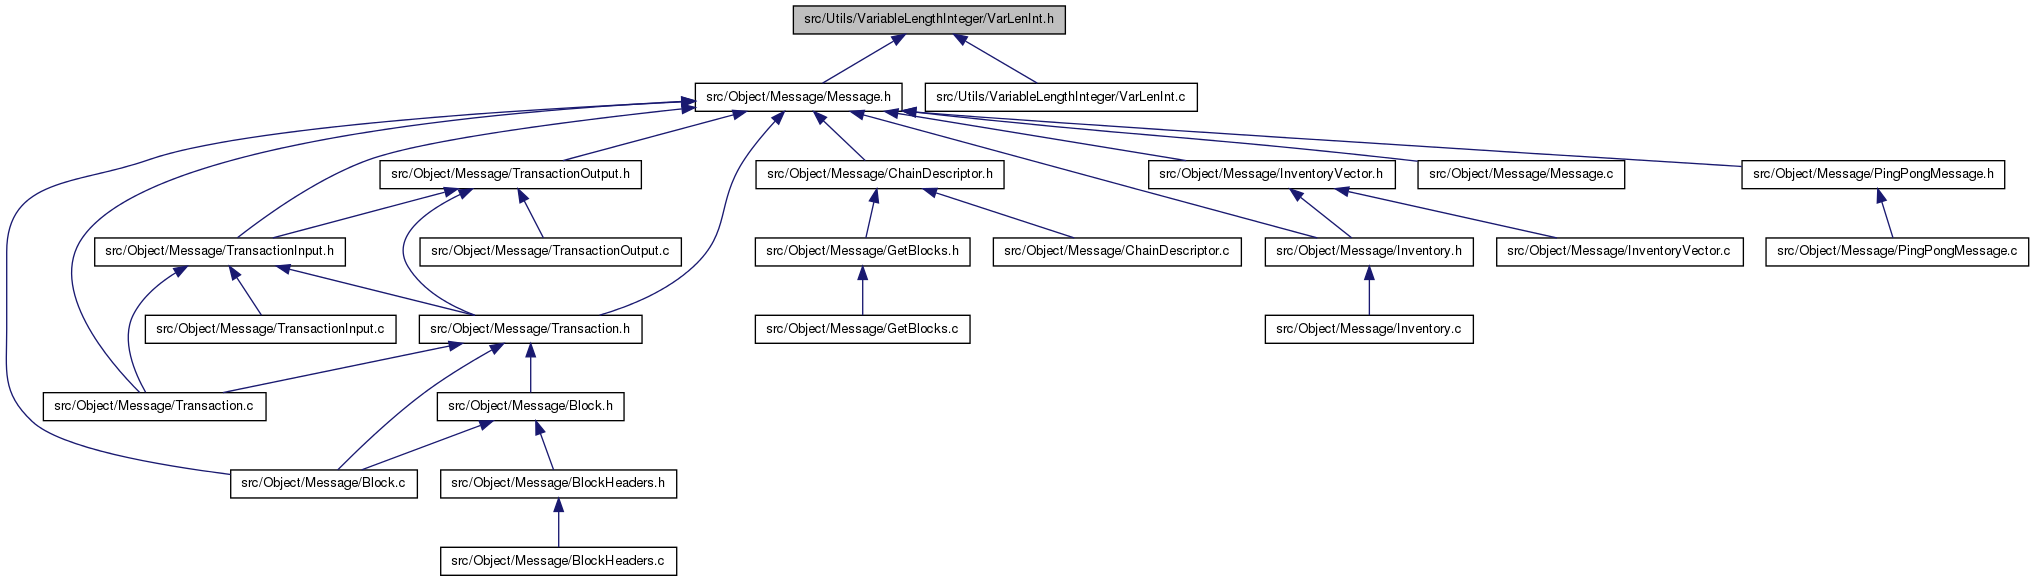 src/Utils/VariableLengthInteger/VarLenInt.h
src/Object/Message/Message.h
src/Utils/VariableLengthInteger/VarLenInt.c
src/Object/Message/TransactionOutput.h
src/Object/Message/ChainDescriptor.h
src/Object/Message/InventoryVector.h
src/Object/Message/Message.c
src/Object/Message/PingPongMessage.h
src/Object/Message/TransactionInput.h
src/Object/Message/TransactionOutput.c
src/Object/Message/GetBlocks.h
src/Object/Message/ChainDescriptor.c
src/Object/Message/Inventory.h
src/Object/Message/InventoryVector.c
src/Object/Message/PingPongMessage.c
src/Object/Message/TransactionInput.c
src/Object/Message/Transaction.h
src/Object/Message/GetBlocks.c
src/Object/Message/Inventory.c
src/Object/Message/Transaction.c
src/Object/Message/Block.h
src/Object/Message/Block.c
src/Object/Message/BlockHeaders.h
src/Object/Message/BlockHeaders.c